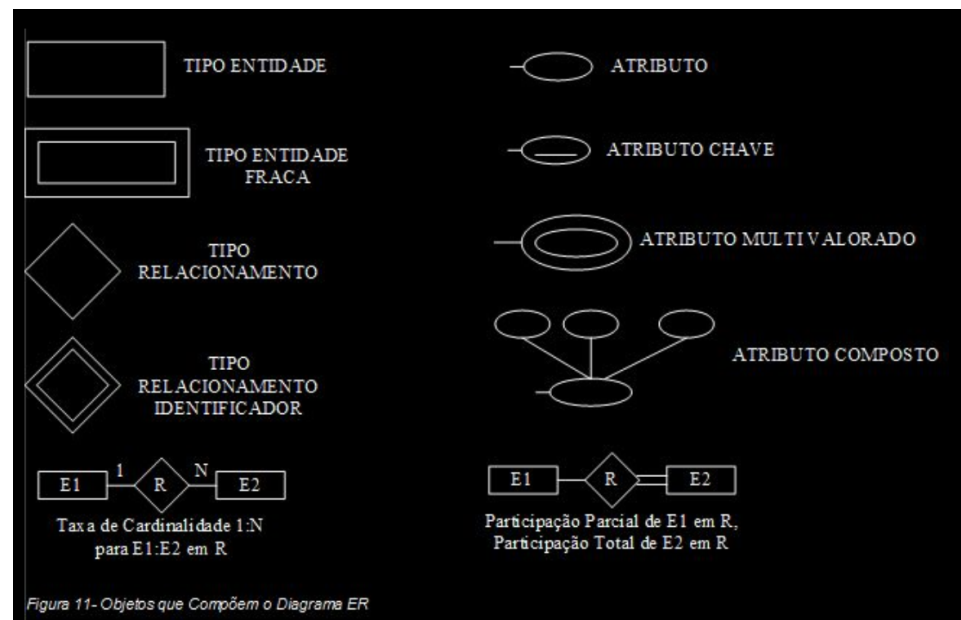 TIPO ENTIDADE
TIPO ENTIDADE
FRACA
TIPO
RELACIONAMENTO
TIPO
RELACIONAMENTO
IDENTIFICADOR
E1 1 R N E2
Taxa de Cardinalidade 1:N
para E1:E2 em R
ATRIBUTO
ATRIBUTO CHAVE
ATRIBUTO MULTIVALORADO
ATRIBUTO COMPOSTO
E1 R E2
Participação Parcial de E1 em R,
Participação Total de E2 em R
Figura 11- Objetos que Compõem o Diagrama ER